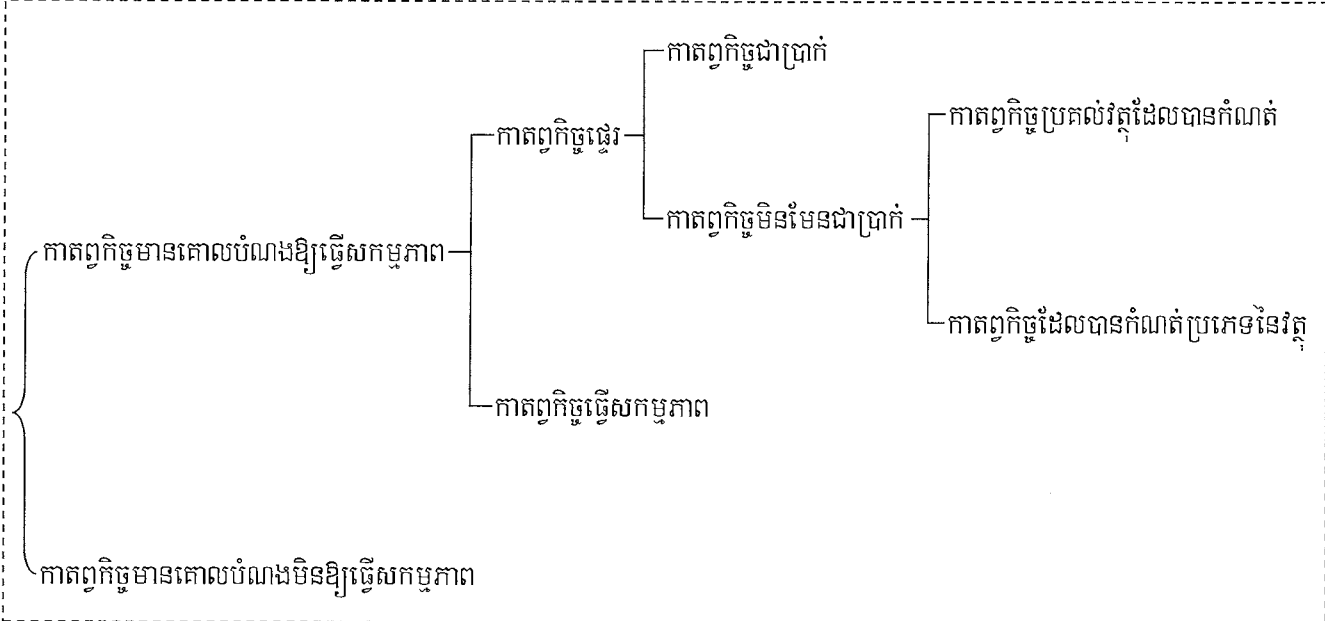 កាតព្វកិច្ចជាប្រាក់
កាតព្វកិច្ចប្រគល់វត្ថុដែលបានកំណត់
កាតព្វកិច្ចផ្ទេរ
កាតព្វកិច្ចមិនមែនជាប្រាក់
កាតព្វកិច្ចមានគោលបំណងឱ្យធ្វើសកម្មភាព
កាតព្វកិច្ចដែលបានកំណត់ប្រភេទនៃវត្ថុ
កាតព្វកិច្ចធ្វើសកម្មភាព
កាតព្វកិច្ចមានគោលបំណងមិនឱ្យធ្វើសកម្មភាព